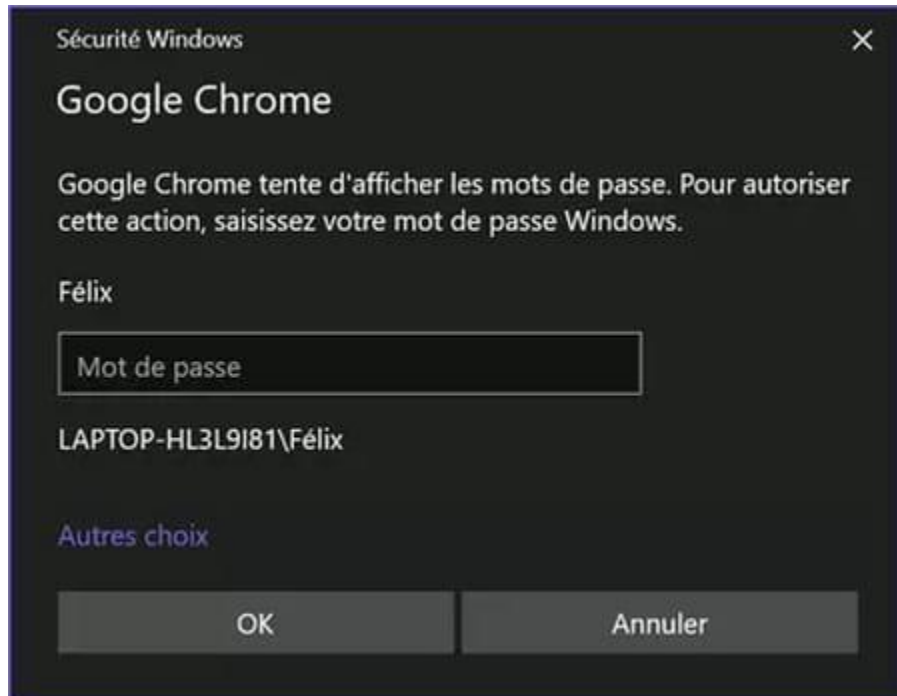 Sécurité Windows
Google Chrome
Google Chrome tente d'afficher les mots de passe. Pour autoriser
cette action, saisissez votre mot de passe Windows.
Félix
Mot de passe
LAPTOP-HL3L9I81\Félix
Autres choix
OK Annuler